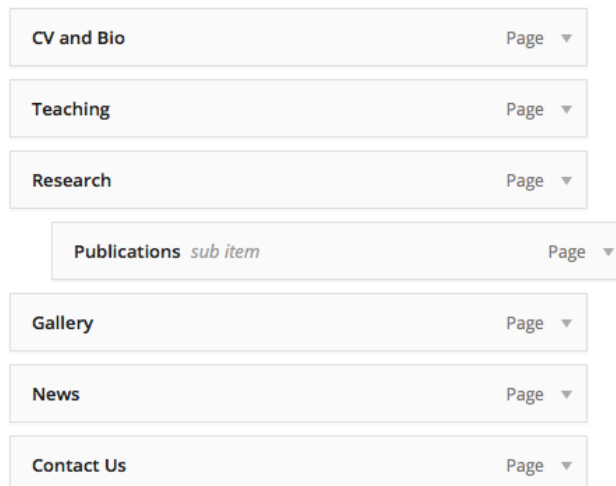 CV and Bio Page
Teaching Page
Research Page
Publications sub item Page
Gallery Page
News Page
Contact Us Page